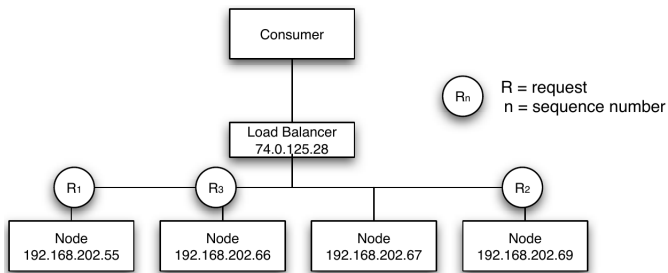 Consumer
Rn
R = request
n = sequence number
Load Balancer
74.0.125.28
R1
R3
R2
Node
192.168.202.55
Node
192.168.202.66
Node
192.168.202.67
Node
192.168.202.69